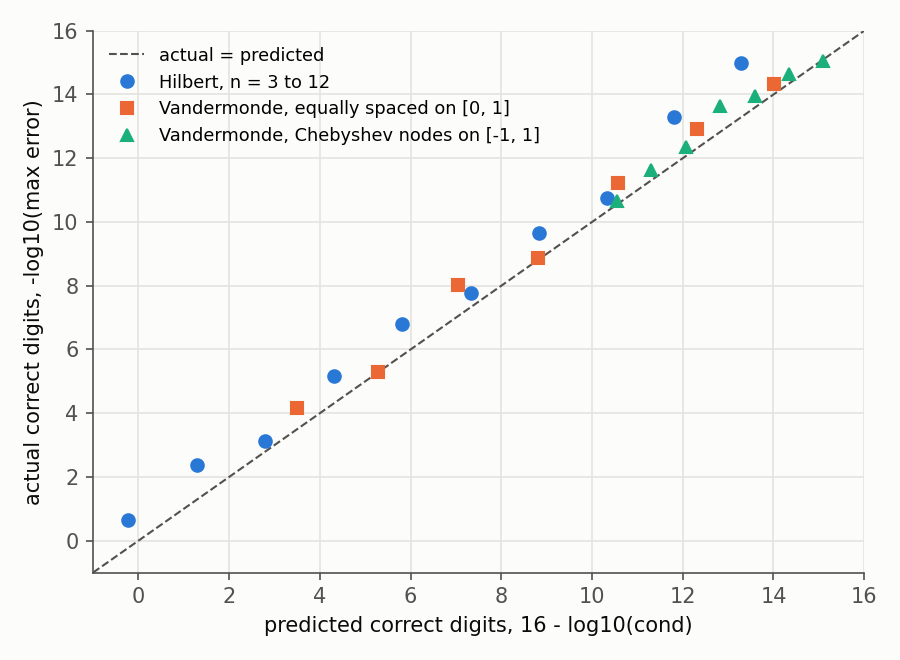 actual = predicted
Hilbert, n = 3 to 12
Vandermonde, equally spaced on [0, 1]
Vandermonde, Chebyshev nodes on [-1, 1]
actual correct digits, -log10(max error)
16
14
12
10
8
6
4
2
0
0 2 4 6 8 10 12 14 16
predicted correct digits, 16 - log10(cond)